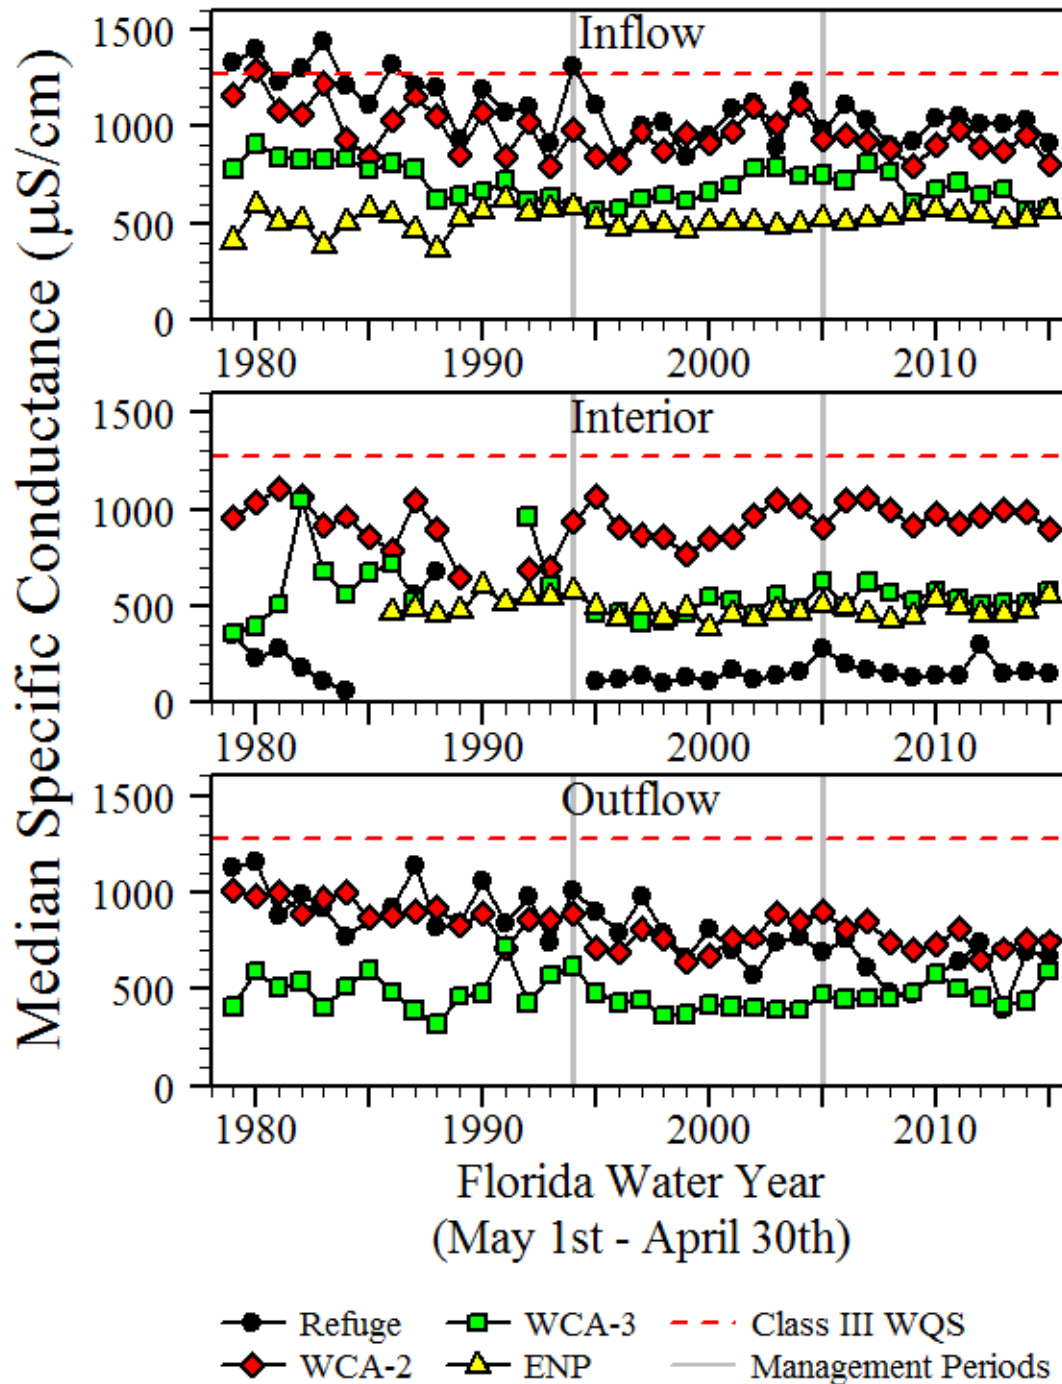 Median Specific Conductance (µS/cm)
Inflow
1500
1000
500
0
1980 1990 2000 2010
Interior
1500
1000
500
0
1980 1990 2000 2010
Outflow
1500
1000
500
0
1980 1990 2000 2010
Florida Water Year
(May 1st - April 30th)
Refuge WCA-3 Class III WQS
WCA-2 ENP Management Periods